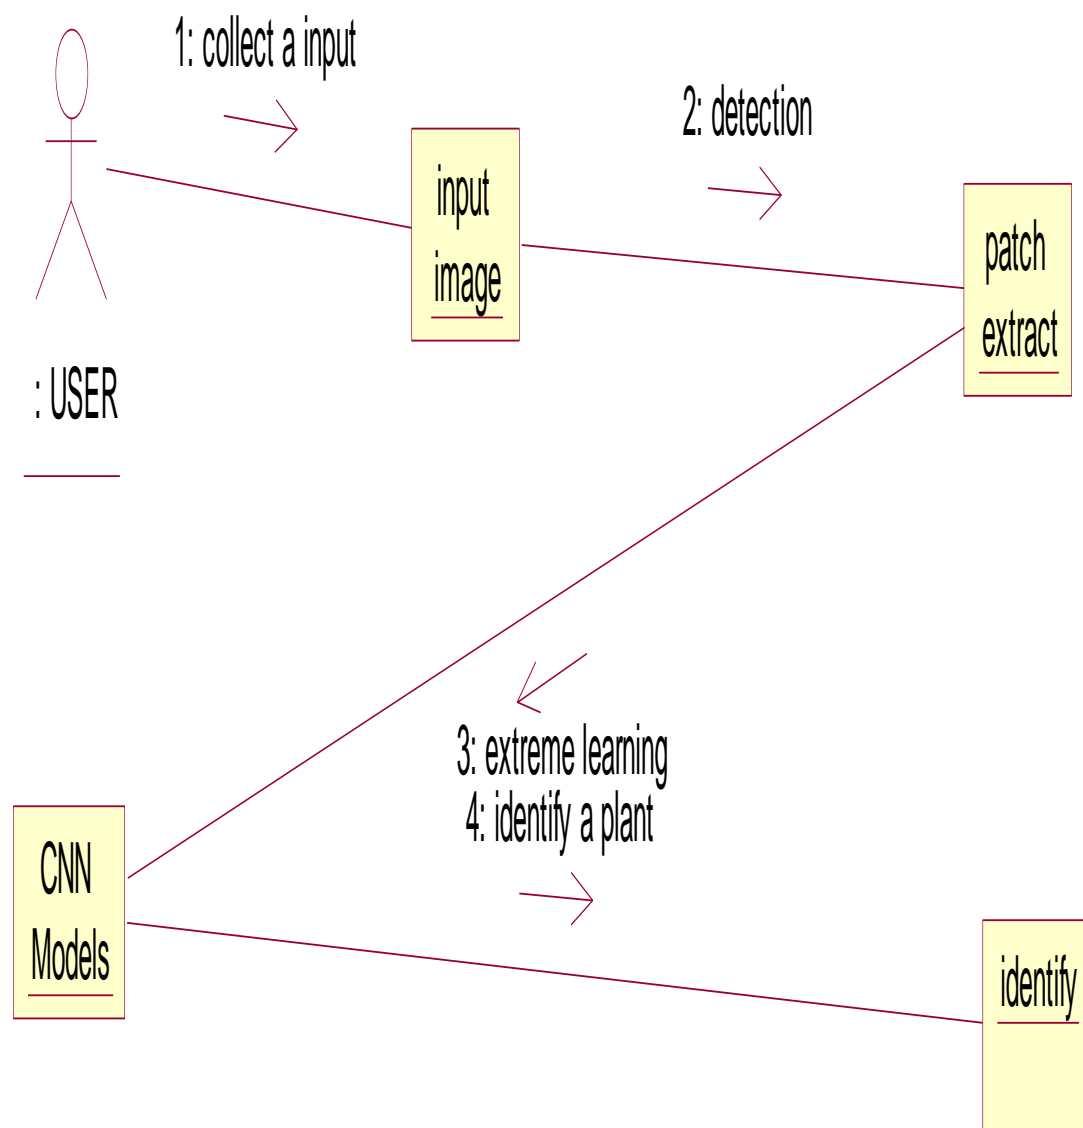 1: collect a input
2: detection
input
image
patch
extract
: USER
3: extreme learning
4: identify a plant
CNN
Models
identify